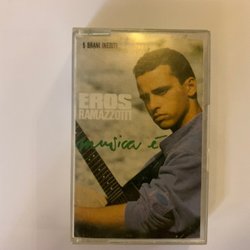 5 BRANI INEDITI
EROS
RAMAZZOTTI
musica è